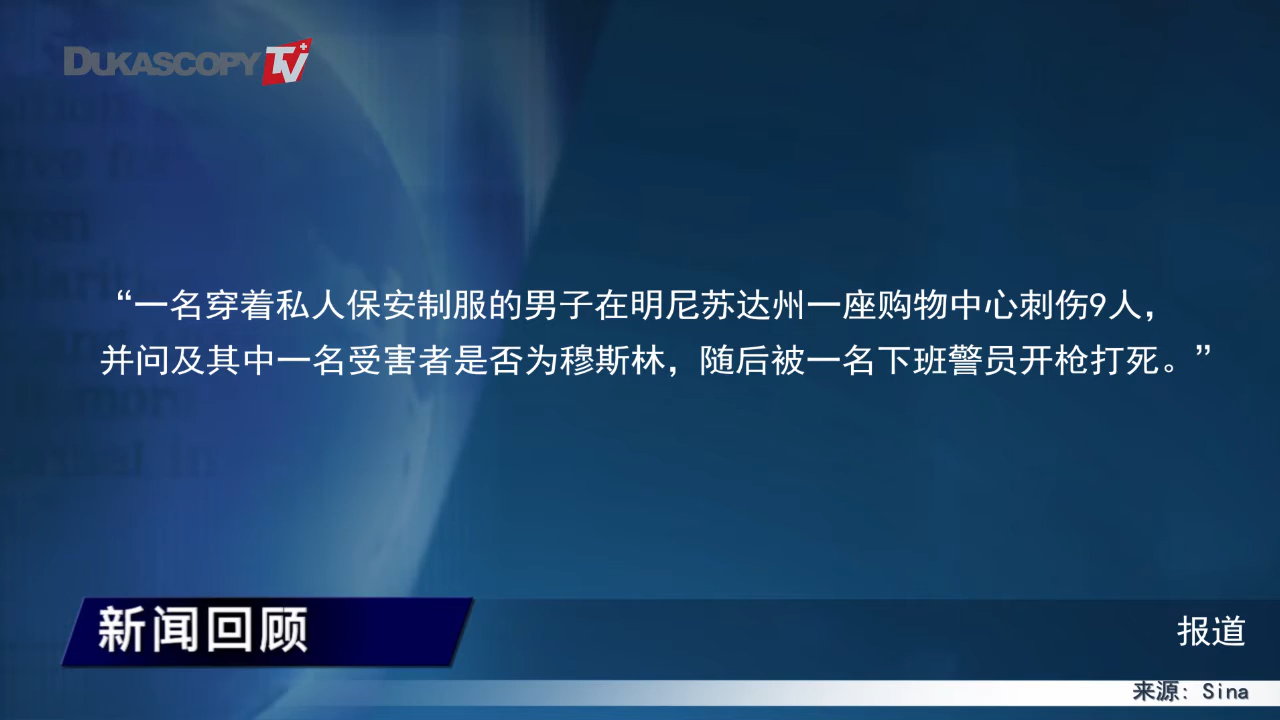 DUKASCOPY TV
“一名穿着私人保安制服的男子在明尼苏达州一座购物中心刺伤9人，
并问及其中一名受害者是否为穆斯林，随后被一名下班警员开枪打死。”
新闻回顾
报道
来源: Sina